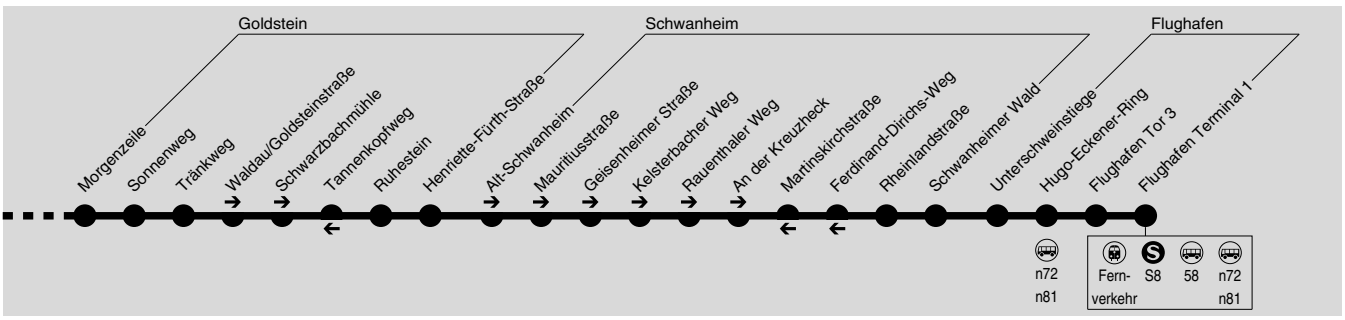 Goldstein
Schwanheim
Flughafen
Morgenzeile
Sonnenweg
Tränkweg
Waldau/Goldsteinstraße
Schwarzbachmühle
Tannenkopfweg
Ruhestein
Henriette-Fürth-Straße
Alt-Schwanheim
Mauritiusstraße
Geisenheimer Straße
Kelsterbacher Weg
Rauenthaler Weg
An der Kreuzheck
Martinskirchstraße
Ferdinand-Dirichs-Weg
Rheinlandstraße
Schwanheimer Wald
Unterschweinstiege
Hugo-Eckener-Ring
Flughafen Tor 3
Flughafen Terminal 1
n72
n81
Fern-
verkehr
S
S8
58
n72
n81